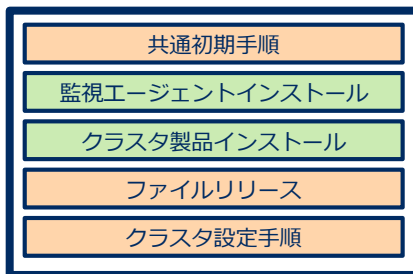 共通初期手順
監視エージェントインストール
クラスタ製品インストール
ファイルリリース
クラスタ設定手順